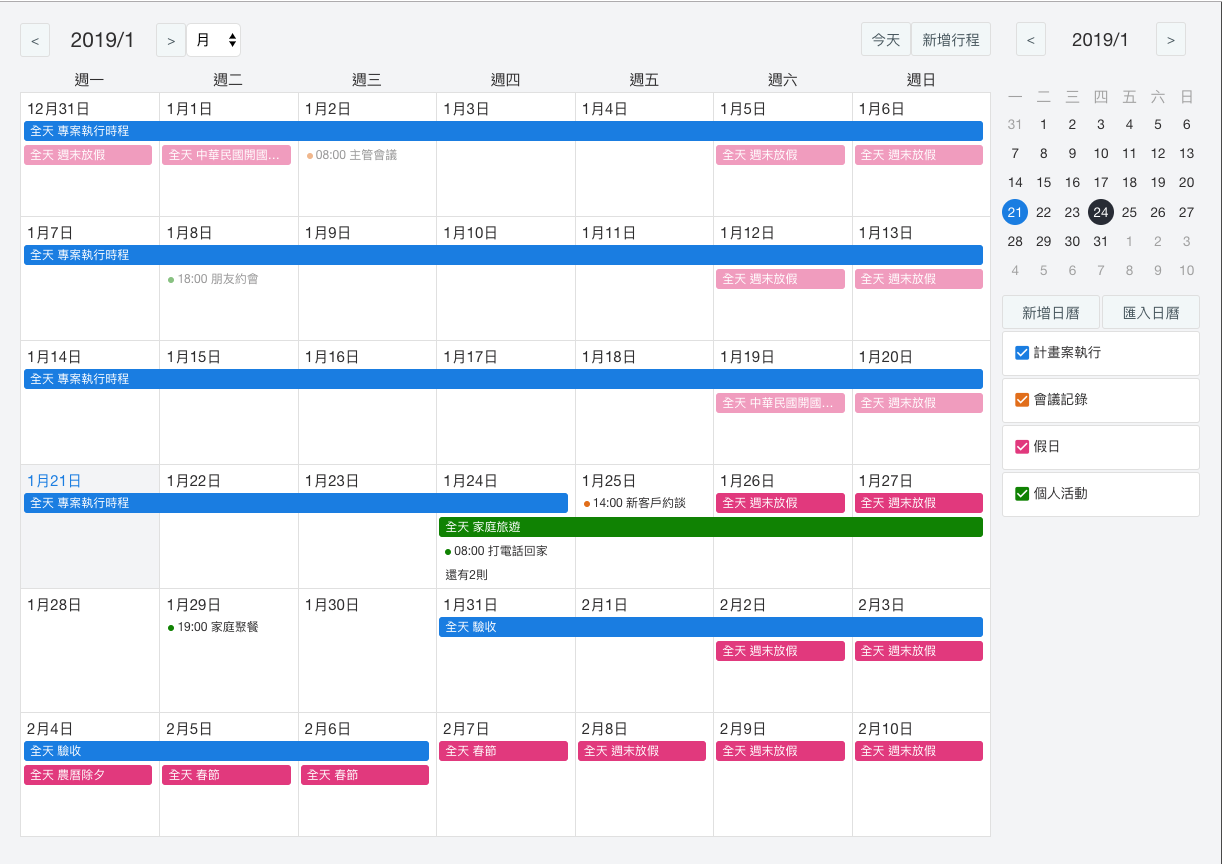 < 2019/1 > 月 今天 新增行程
週一 週二 週三 週四 週五 週六 週日
12月31日 1月1日 1月2日 1月3日 1月4日 1月5日 1月6日
全天 專案執行時程
全天 週末放假 全天 中華民國開國... 08:00 主管會議 全天 週末放假 全天 週末放假
1月7日 1月8日 1月9日 1月10日 1月11日 1月12日 1月13日
全天 專案執行時程
18:00 朋友約會 全天 週末放假 全天 週末放假
1月14日 1月15日 1月16日 1月17日 1月18日 1月19日 1月20日
全天 專案執行時程
全天 中華民國開國... 全天 週末放假
1月21日 1月22日 1月23日 1月24日 1月25日 1月26日 1月27日
全天 專案執行時程 14:00 新客戶約談 全天 週末放假 全天 週末放假
全天 家庭旅遊
08:00 打電話回家
還有2則
1月28日 1月29日 1月30日 1月31日 2月1日 2月2日 2月3日
19:00 家庭聚餐 全天 驗收
全天 週末放假 全天 週末放假
2月4日 2月5日 2月6日 2月7日 2月8日 2月9日 2月10日
全天 驗收 全天 春節 全天 週末放假 全天 週末放假 全天 週末放假
全天 農曆除夕 全天 春節 全天 春節
< 2019/1 >
一 二 三 四 五 六 日
31 1 2 3 4 5 6
7 8 9 10 11 12 13
14 15 16 17 18 19 20
21 22 23 24 25 26 27
28 29 30 31 1 2 3
4 5 6 7 8 9 10
新增日曆 匯入日曆
計畫案執行
會議記錄
假日
個人活動